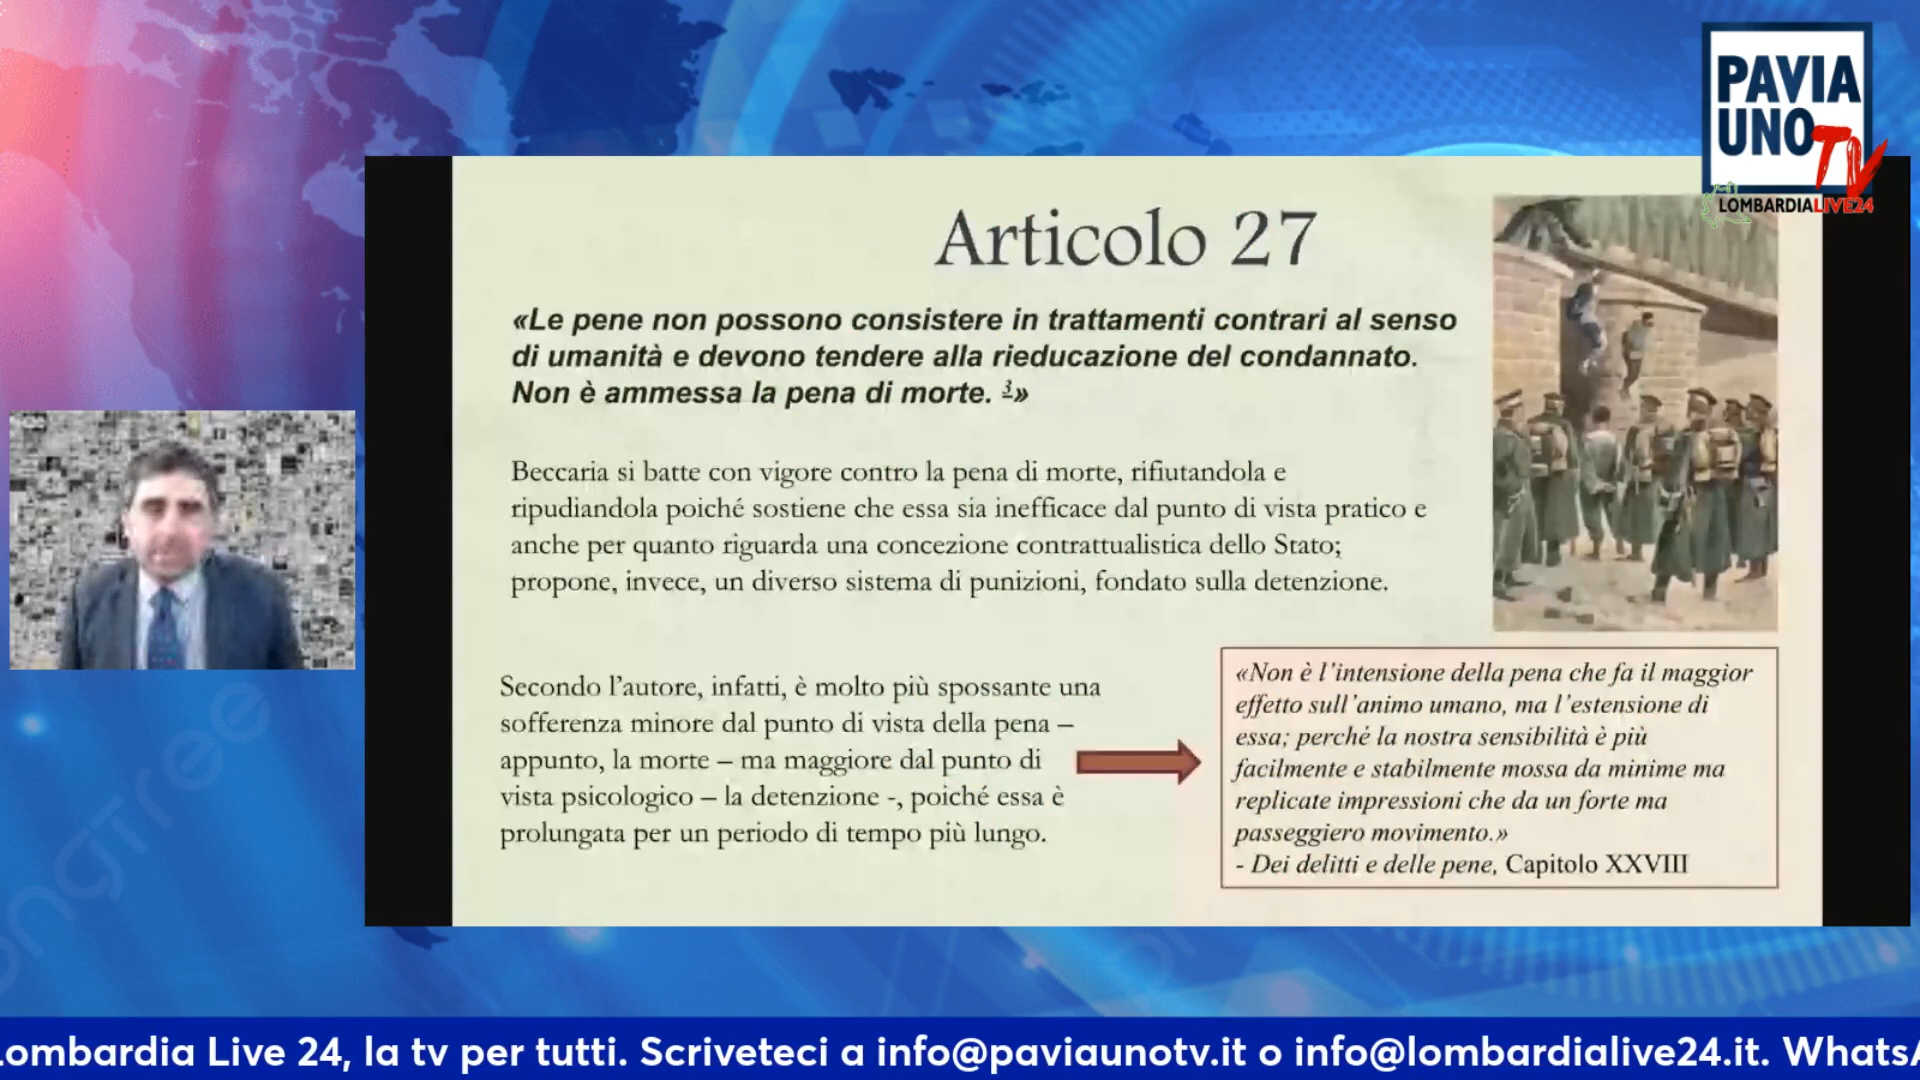 PAVIA
UNO TV
LOMBARDIALIVE24
Articolo 27
«Le pene non possono consistere in trattamenti contrari al senso
di umanità e devono tendere alla rieducazione del condannato.
Non è ammessa la pena di morte. ³»
Beccaria si batte con vigore contro la pena di morte, rifiutandola e
ripudiandola poiché sostiene che essa sia inefficace dal punto di vista pratico e
anche per quanto riguarda una concezione contrattualistica dello Stato;
propone, invece, un diverso sistema di punizioni, fondato sulla detenzione.
Secondo l’autore, infatti, è molto più spossante una
sofferenza minore dal punto di vista della pena –
appunto, la morte – ma maggiore dal punto di
vista psicologico – la detenzione -, poiché essa è
prolungata per un periodo di tempo più lungo.
«Non è l’intensione della pena che fa il maggior
effetto sull’animo umano, ma l’estensione di
essa; perché la nostra sensibilità è più
facilmente e stabilmente mossa da minime ma
replicate impressioni che da un forte ma
passeggiero movimento.»
- Dei delitti e delle pene, Capitolo XXVIII
Lombardia Live 24, la tv per tutti. Scriveteci a info@paviaunotv.it o info@lombardialive24.it. WhatsA